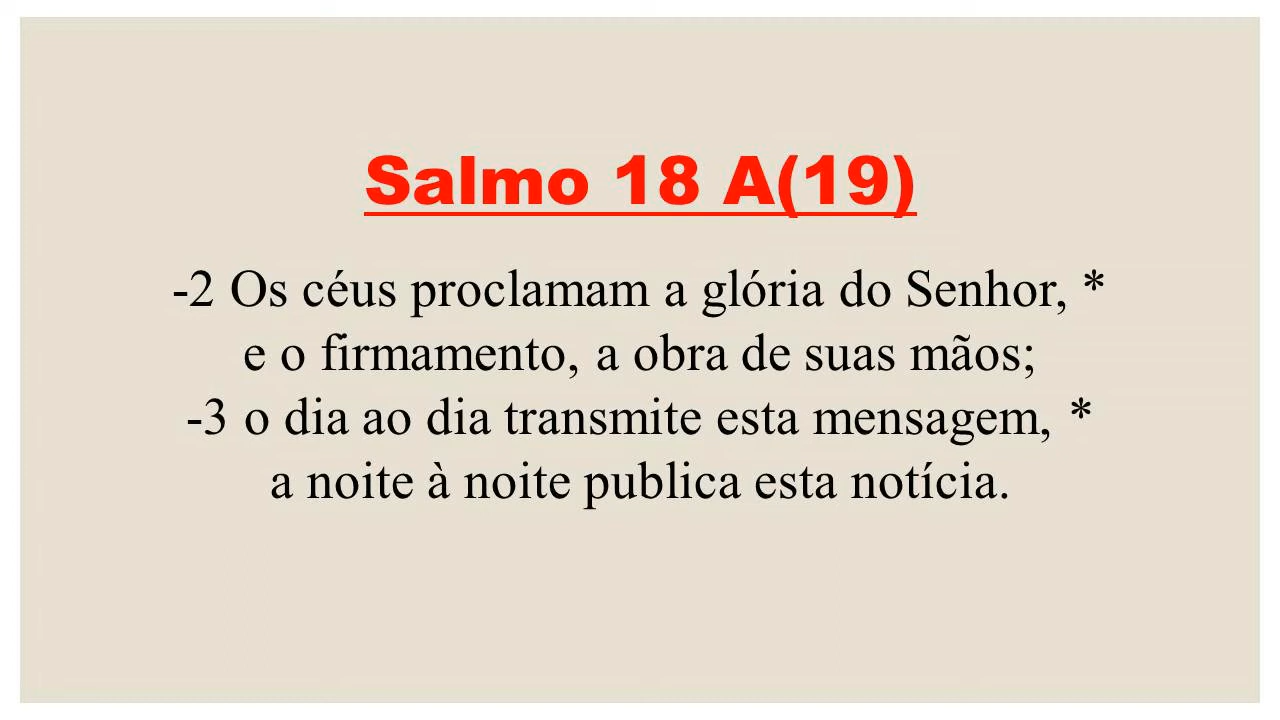 Salmo 18 A(19)
-2 Os céus proclamam a glória do Senhor, *
e o firmamento, a obra de suas mãos;
-3 o dia ao dia transmite esta mensagem, *
a noite à noite publica esta notícia.